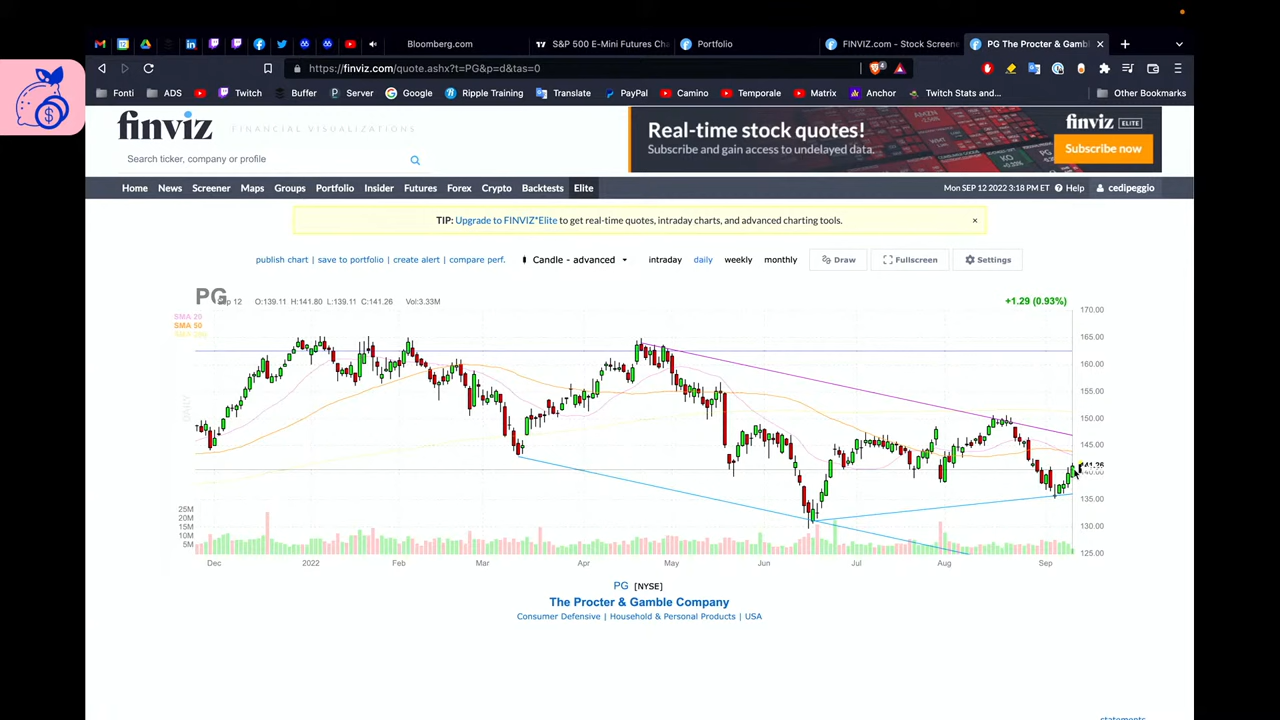 Bloomberg.com
S&P 500 E-Mini Futures Cha
Portfolio
FINVIZ.com - Stock Screene
PG The Procter & Gambl
https://finviz.com/quote.ashx?t=PG&p=d&tas=0
Fonti
ADS
Twitch
Buffer
Server
Google
Ripple Training
Translate
PayPal
Camino
Temporale
Matrix
Anchor
Twitch Stati and...
Other Bookmarks
finviz
FINANCIAL VISUALIZATIONS
Real-time stock quotes!
Subscribe and gain access to undelayed data.
finviz ELITE
Subscribe now
Search ticker, company or profile
Home News Screener Maps Groups Portfolio Insider Futures Forex Crypto Backtests Elite
Mon SEP 12 2022 3:18 PM ET
Help
cedipeggio
TIP: Upgrade to FINVIZ*Elite to get real-time quotes, intraday charts, and advanced charting tools.
×
publish chart | save to portfolio | create alert | compare perf.
Candle - advanced
intraday daily weekly monthly
Draw
Fullscreen
Settings
PG
Sep 12 O:139.11 H:141.80 L:139.11 C:141.26 Vol:3.33M
+1.29 (0.93%)
SMA 20
SMA 50
DAILY
170.00
165.00
160.00
155.00
150.00
145.00
141.26
140.00
135.00
130.00
125.00
25M
20M
15M
10M
5M
Dec 2022 Feb Mar Apr May Jun Jul Aug Sep
PG [NYSE]
The Procter & Gamble Company
Consumer Defensive | Household & Personal Products | USA
statements